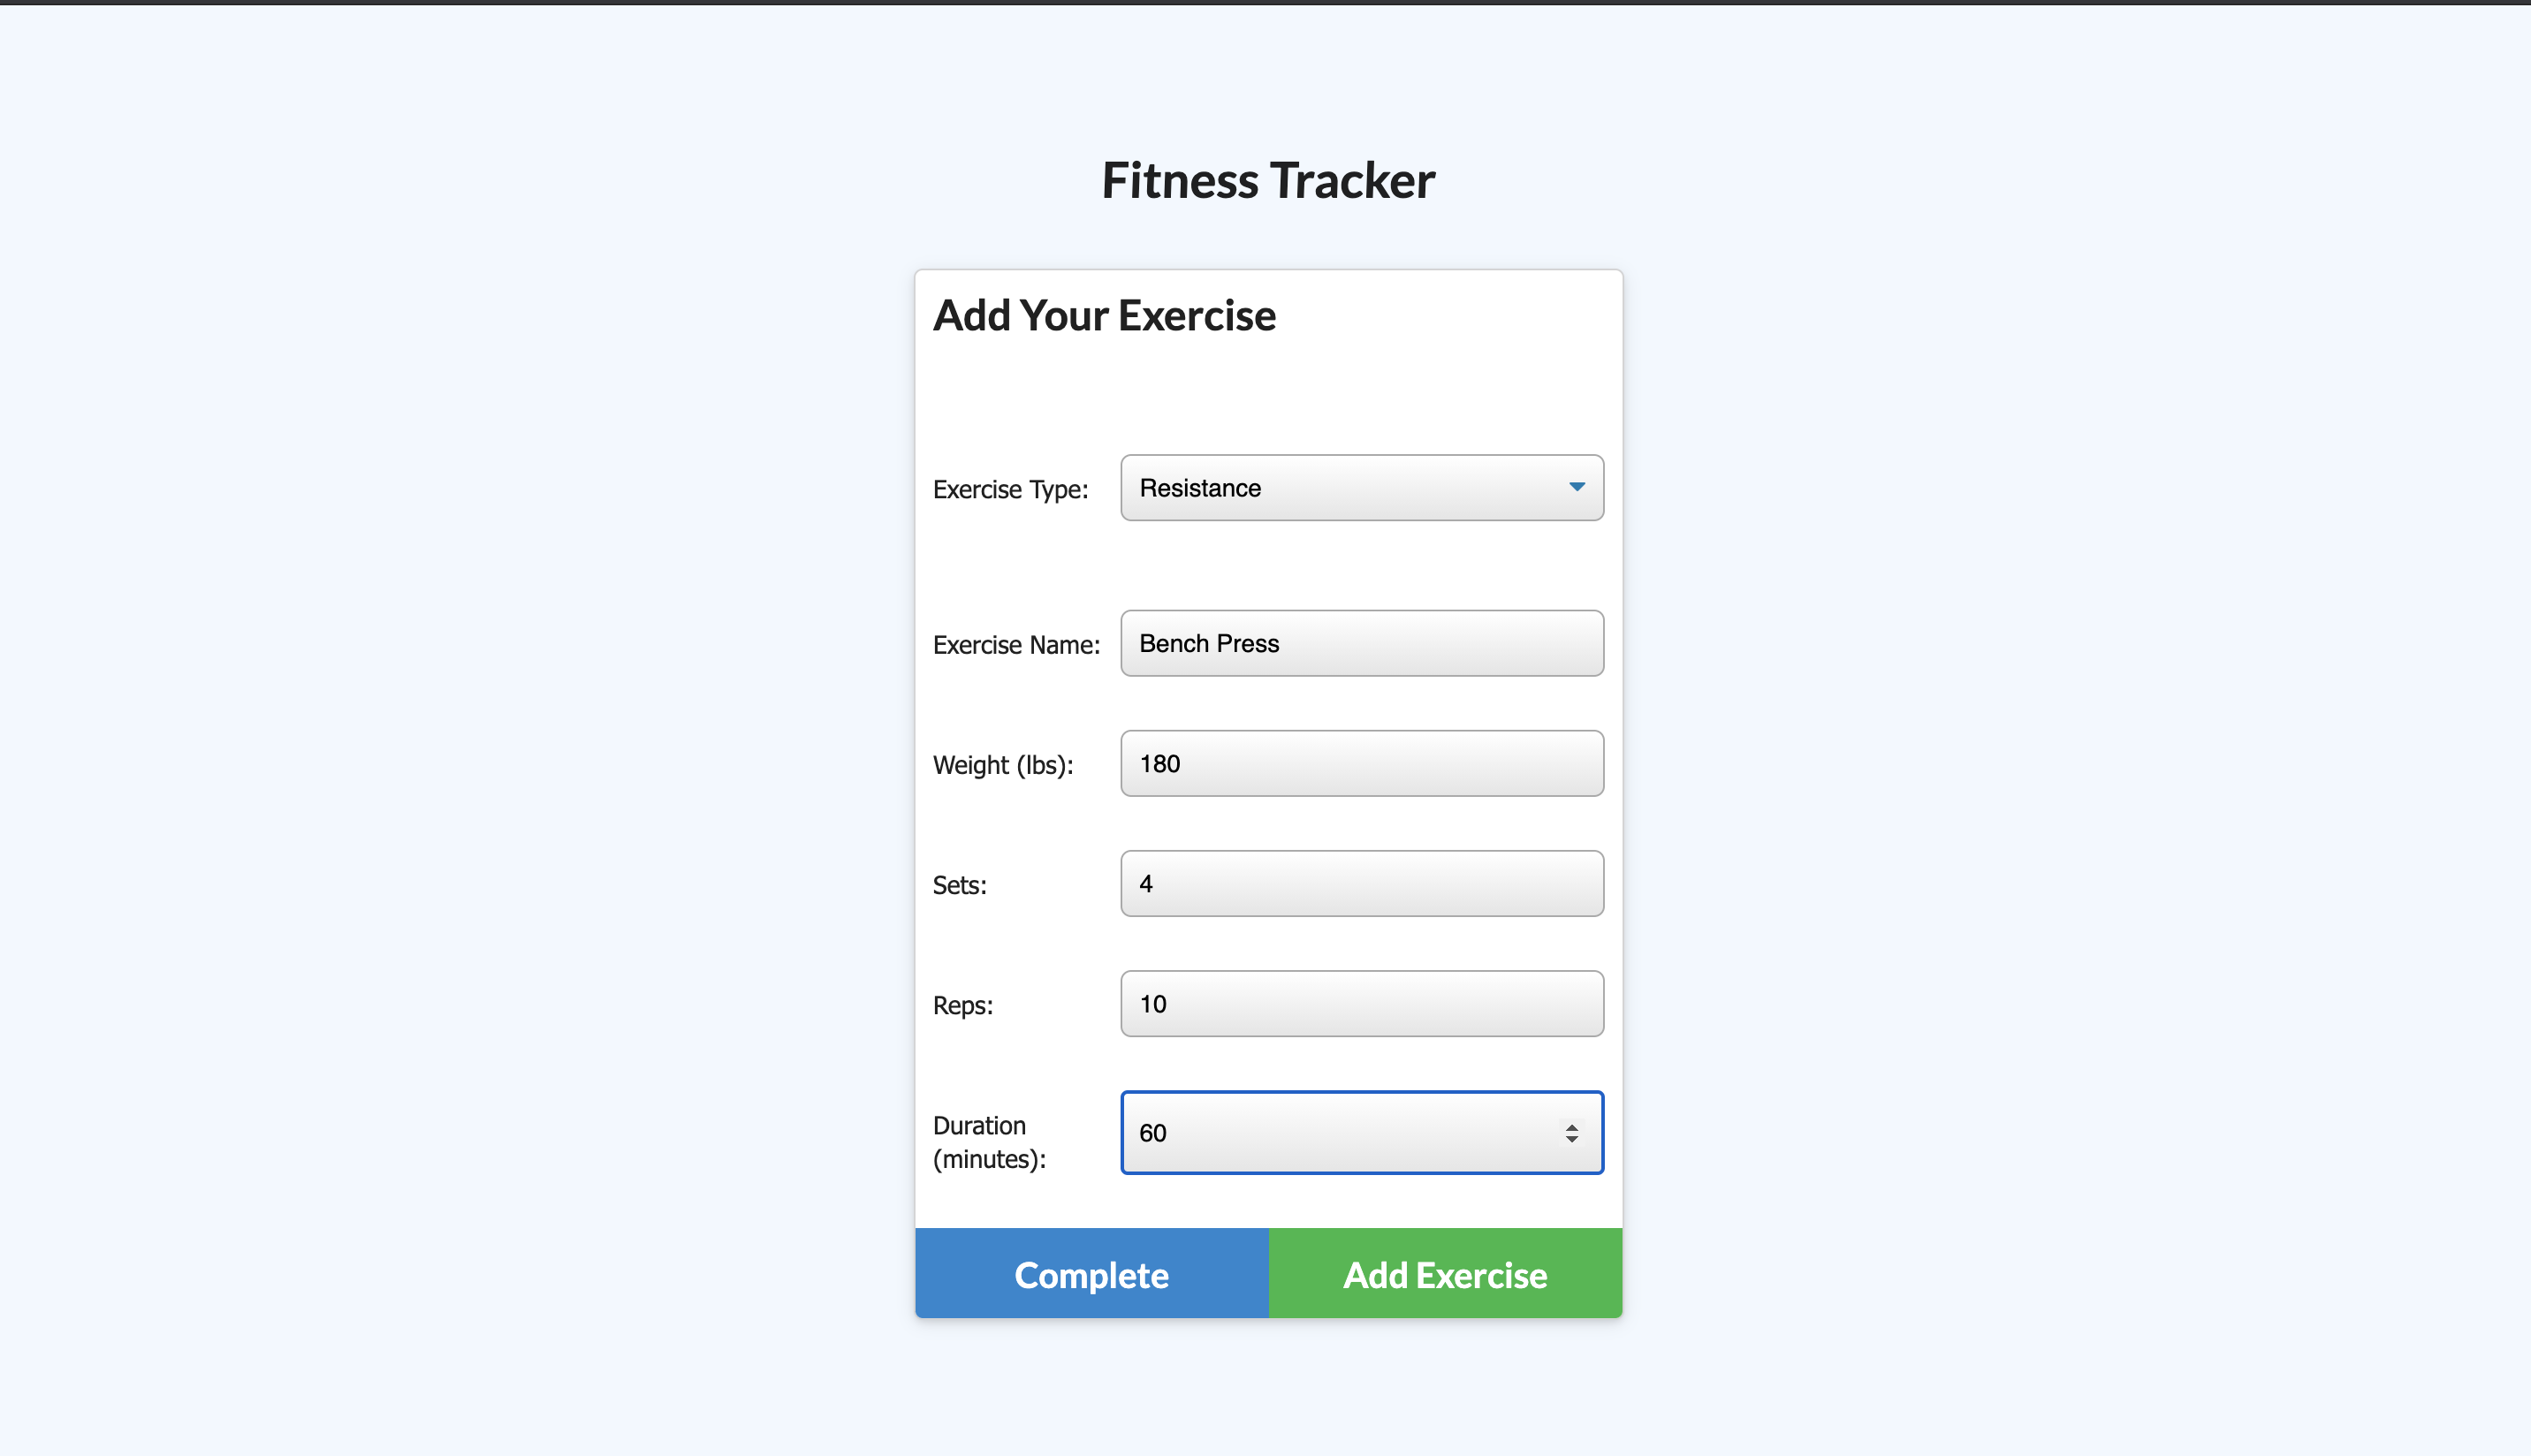 Fitness Tracker
Add Your Exercise
Exercise Type: Resistance
Exercise Name: Bench Press
Weight (lbs): 180
Sets: 4
Reps: 10
Duration
(minutes): 60
Complete Add Exercise